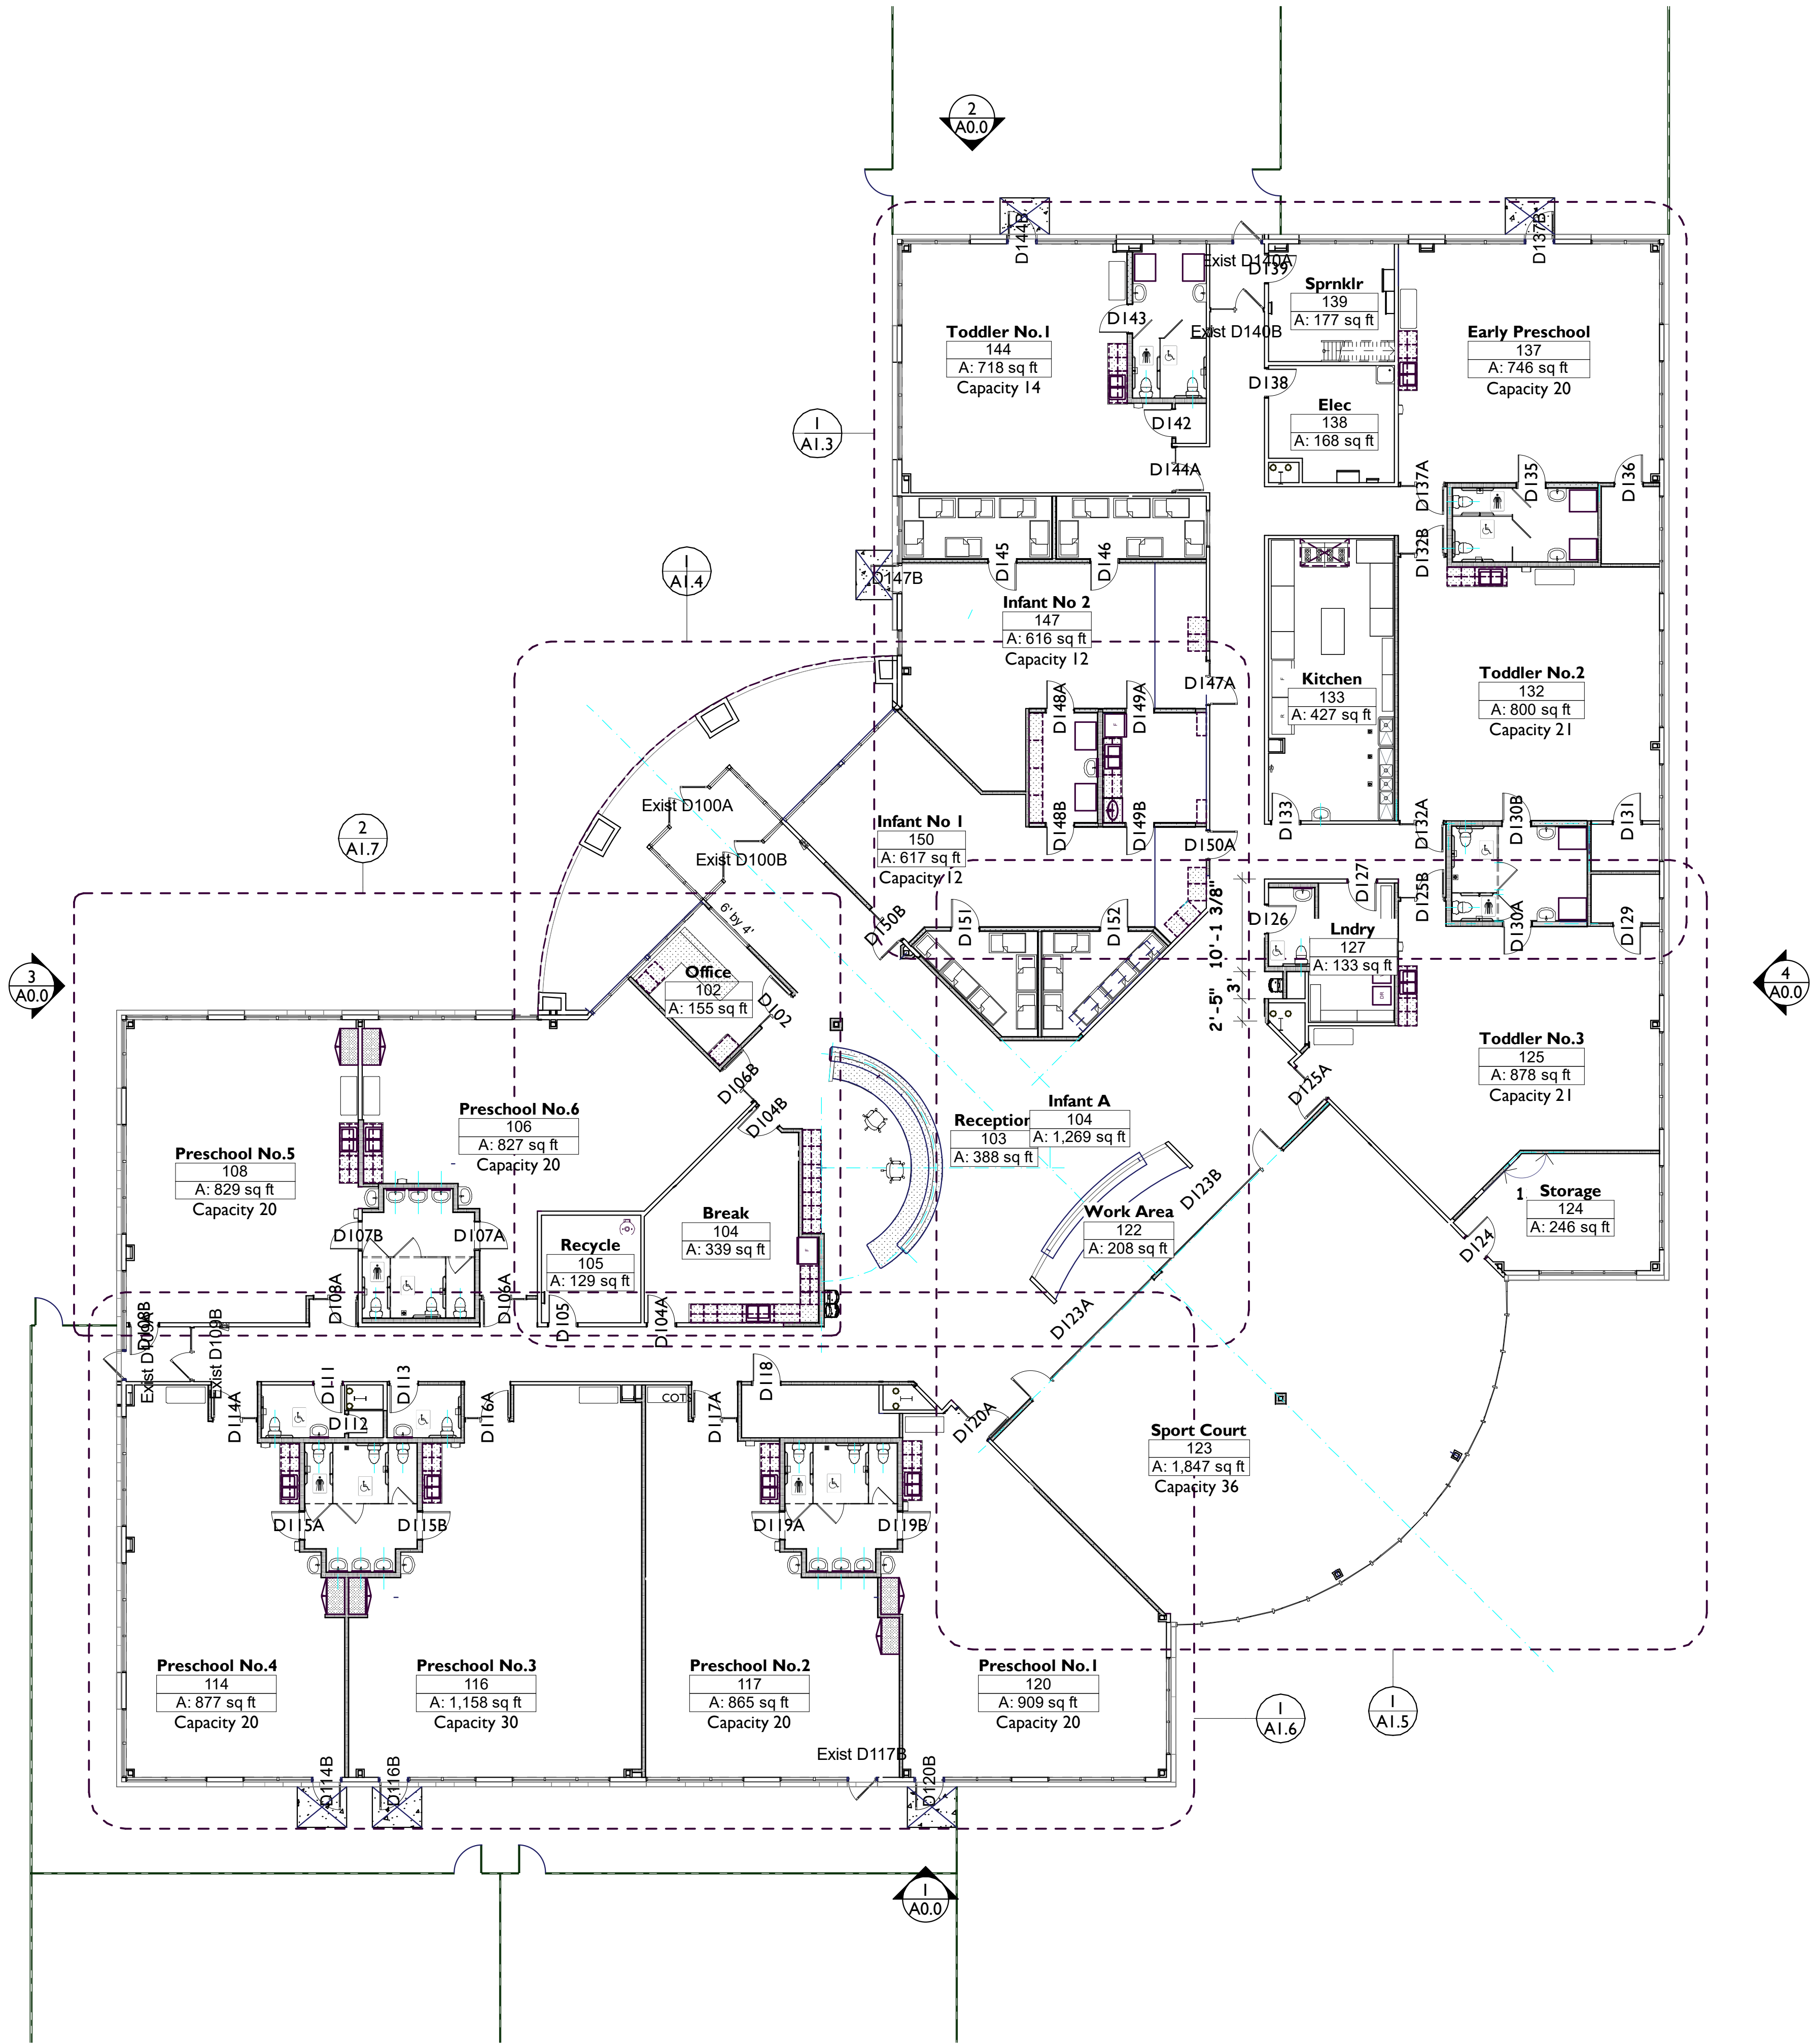 2
A0.0
D144B
D137B
Exist D140A
D139
Sprnklr
139
A: 177 sq ft
D143
Exist D140B
Toddler No.1
144
A: 718 sq ft
Capacity 14
Early Preschool
137
A: 746 sq ft
Capacity 20
D138
Elec
138
A: 168 sq ft
D142
1
A1.3
D144A
D137A
D135
D136
D132B
D145
D146
1
A1.4
D147B
Infant No 2
147
A: 616 sq ft
Capacity 12
Kitchen
133
A: 427 sq ft
Toddler No.2
132
A: 800 sq ft
Capacity 21
D147A
D148A
D149A
Exist D100A
D148B
D149B
D133
D132A
D130B
D131
Infant No 1
150
A: 617 sq ft
Capacity 12
D150A
2
A1.7
Exist D100B
6' by 4'
D150B
D151
D152
10'-1 3/8"
3'
2'-5"
D126
D127
D125B
D130A
D129
Lndry
127
A: 133 sq ft
3
A0.0
4
A0.0
Office
102
A: 155 sq ft
D102
Toddler No.3
125
A: 878 sq ft
Capacity 21
D106B
D104B
D125A
Preschool No.6
106
A: 827 sq ft
Capacity 20
Reception
103
A: 388 sq ft
Infant A
104
A: 1,269 sq ft
Preschool No.5
108
A: 829 sq ft
Capacity 20
D123B
Storage
124
A: 246 sq ft
1
Work Area
122
A: 208 sq ft
Break
104
A: 339 sq ft
D107B
D107A
Recycle
105
A: 129 sq ft
D124
D108A
D106A
D105
D104A
D123A
D108B
Exist D109A
Exist D109B
D114A
D111
D112
D113
D116A
COTS
D117A
D118
D120A
Sport Court
123
A: 1,847 sq ft
Capacity 36
D115A
D115B
D119A
D119B
Preschool No.4
114
A: 877 sq ft
Capacity 20
Preschool No.3
116
A: 1,158 sq ft
Capacity 30
Preschool No.2
117
A: 865 sq ft
Capacity 20
Preschool No.1
120
A: 909 sq ft
Capacity 20
1
A1.6
1
A1.5
Exist D117B
D114B
D116B
D120B
1
A0.0